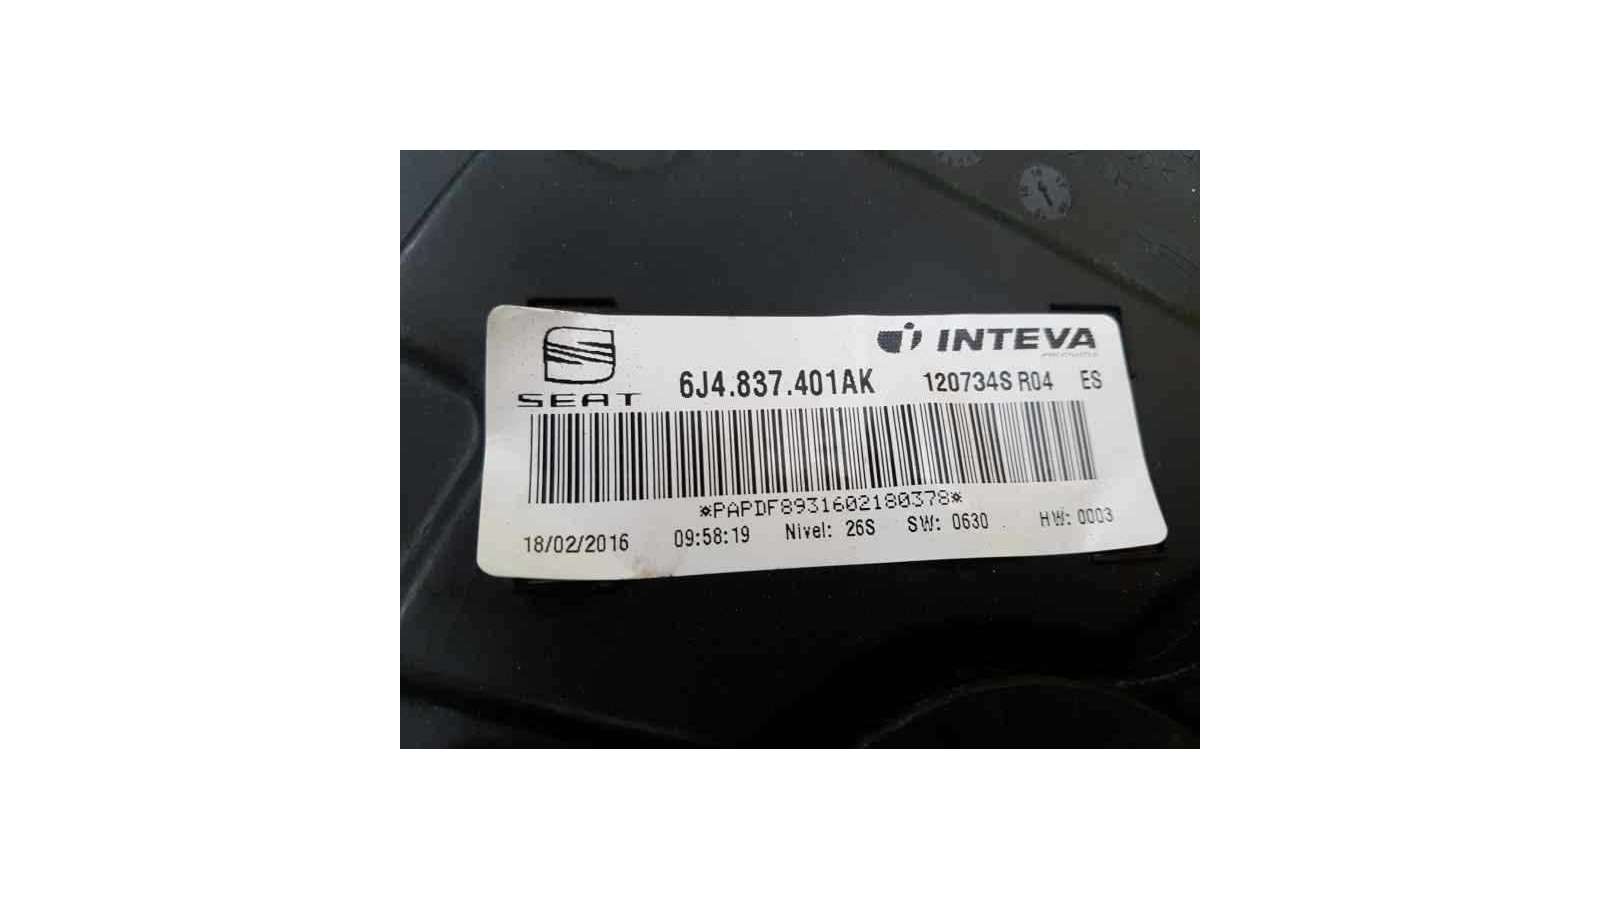 SEAT
INTEVA
PRODUCTS
6J4.837.401AK 120734S R04 ES
*PAPDF8931602180378*
18/02/2016 09:58:19 Nivel: 26S SW: 0630 HW: 0003